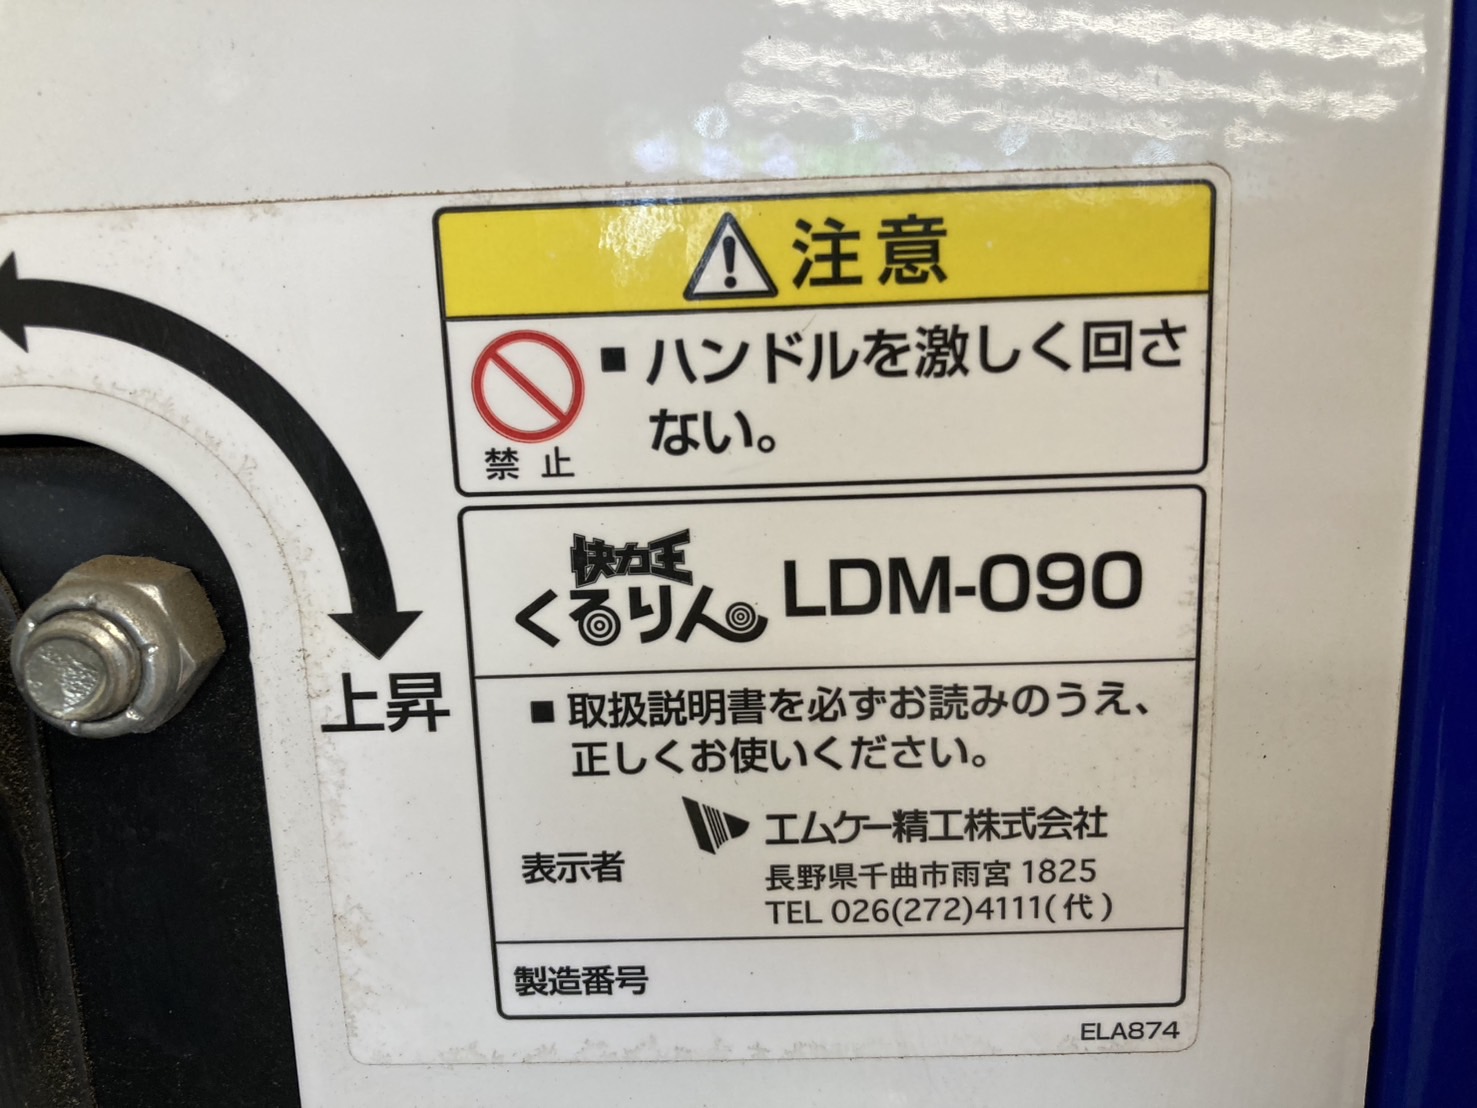 注意
■ハンドルを激しく回さ
ない。
禁止
快力王
くるりん LDM-090
上昇
■取扱説明書を必ずお読みのうえ、
正しくお使いください。
表示者
エムケー精工株式会社
長野県千曲市雨宮 1825
TEL 026(272)4111(代)
製造番号
ELA874